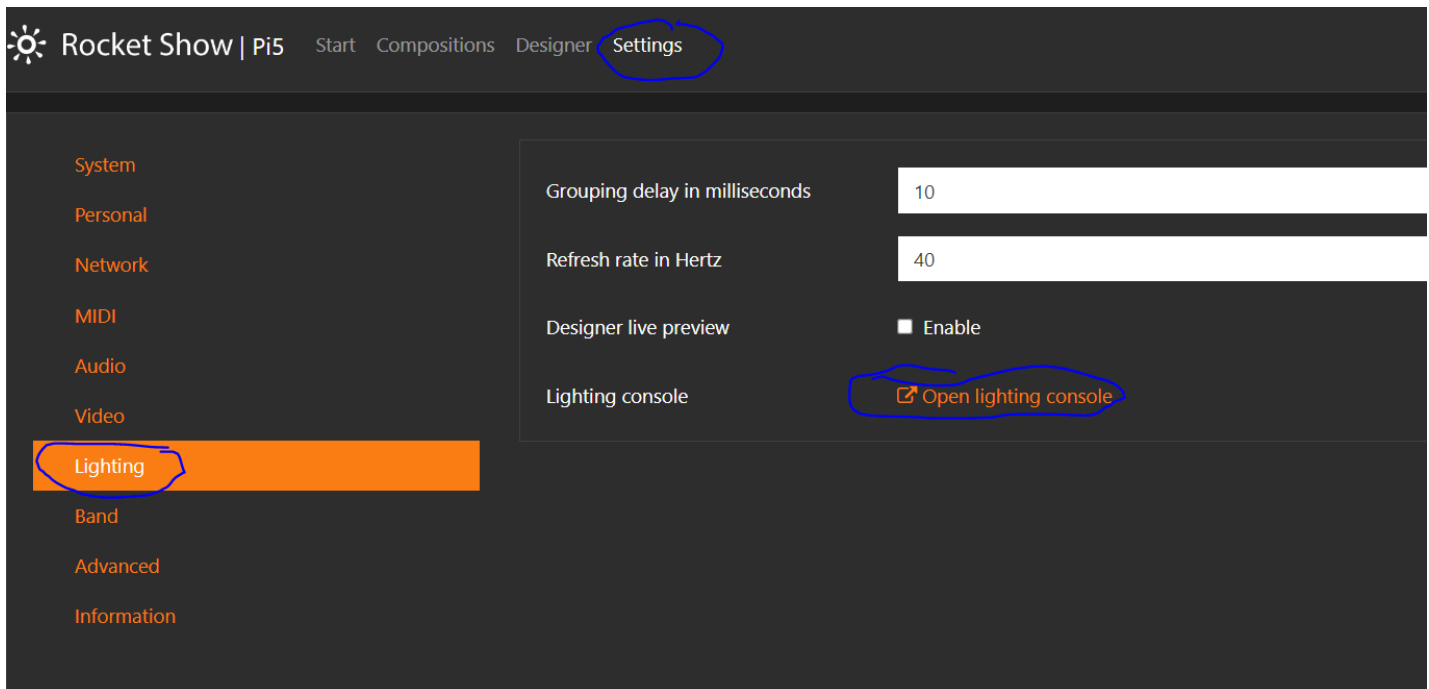 Rocket Show | Pi5 Start Compositions Designer Settings
System
Personal
Network
MIDI
Audio
Video
Lighting
Band
Advanced
Information
Grouping delay in milliseconds 10
Refresh rate in Hertz 40
Designer live preview Enable
Lighting console Open lighting console